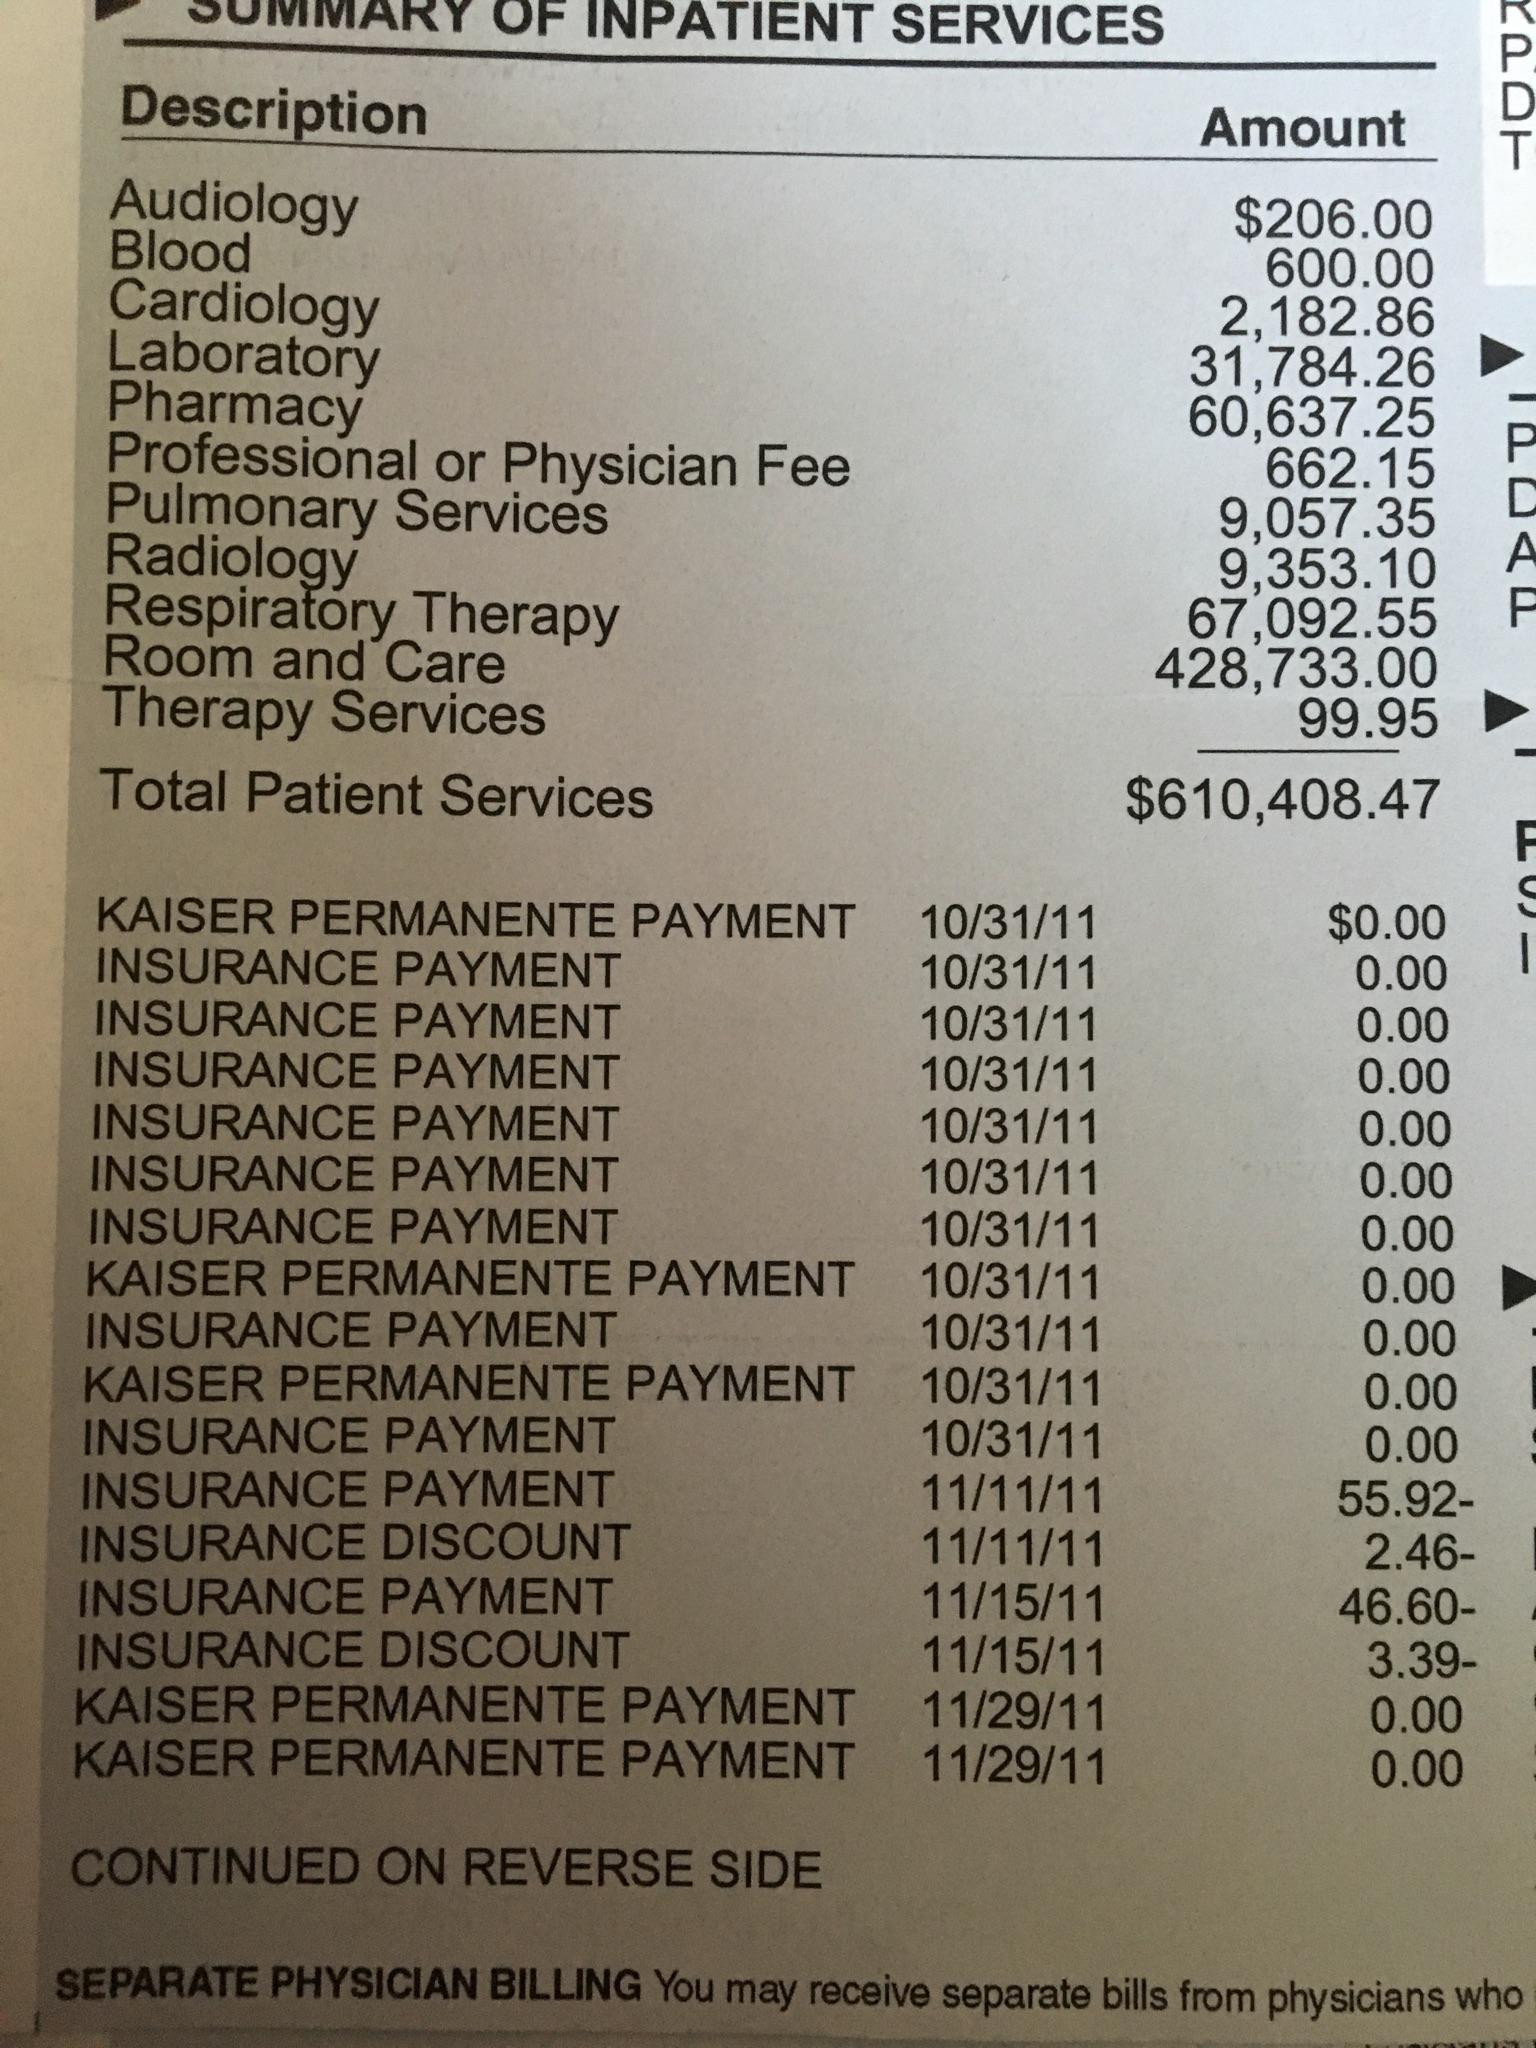 SUMMARY OF INPATIENT SERVICES
Description Amount
Audiology $206.00
Blood 600.00
Cardiology 2,182.86
Laboratory 31,784.26
Pharmacy 60,637.25
Professional or Physician Fee 662.15
Pulmonary Services 9,057.35
Radiology 9,353.10
Respiratory Therapy 67,092.55
Room and Care 428,733.00
Therapy Services 99.95
Total Patient Services $610,408.47
KAISER PERMANENTE PAYMENT 10/31/11 $0.00
INSURANCE PAYMENT 10/31/11 0.00
INSURANCE PAYMENT 10/31/11 0.00
INSURANCE PAYMENT 10/31/11 0.00
INSURANCE PAYMENT 10/31/11 0.00
INSURANCE PAYMENT 10/31/11 0.00
INSURANCE PAYMENT 10/31/11 0.00
KAISER PERMANENTE PAYMENT 10/31/11 0.00
INSURANCE PAYMENT 10/31/11 0.00
KAISER PERMANENTE PAYMENT 10/31/11 0.00
INSURANCE PAYMENT 10/31/11 0.00
INSURANCE PAYMENT 11/11/11 55.92-
INSURANCE DISCOUNT 11/11/11 2.46-
INSURANCE PAYMENT 11/15/11 46.60-
INSURANCE DISCOUNT 11/15/11 3.39-
KAISER PERMANENTE PAYMENT 11/29/11 0.00
KAISER PERMANENTE PAYMENT 11/29/11 0.00
CONTINUED ON REVERSE SIDE
SEPARATE PHYSICIAN BILLING You may receive separate bills from physicians who